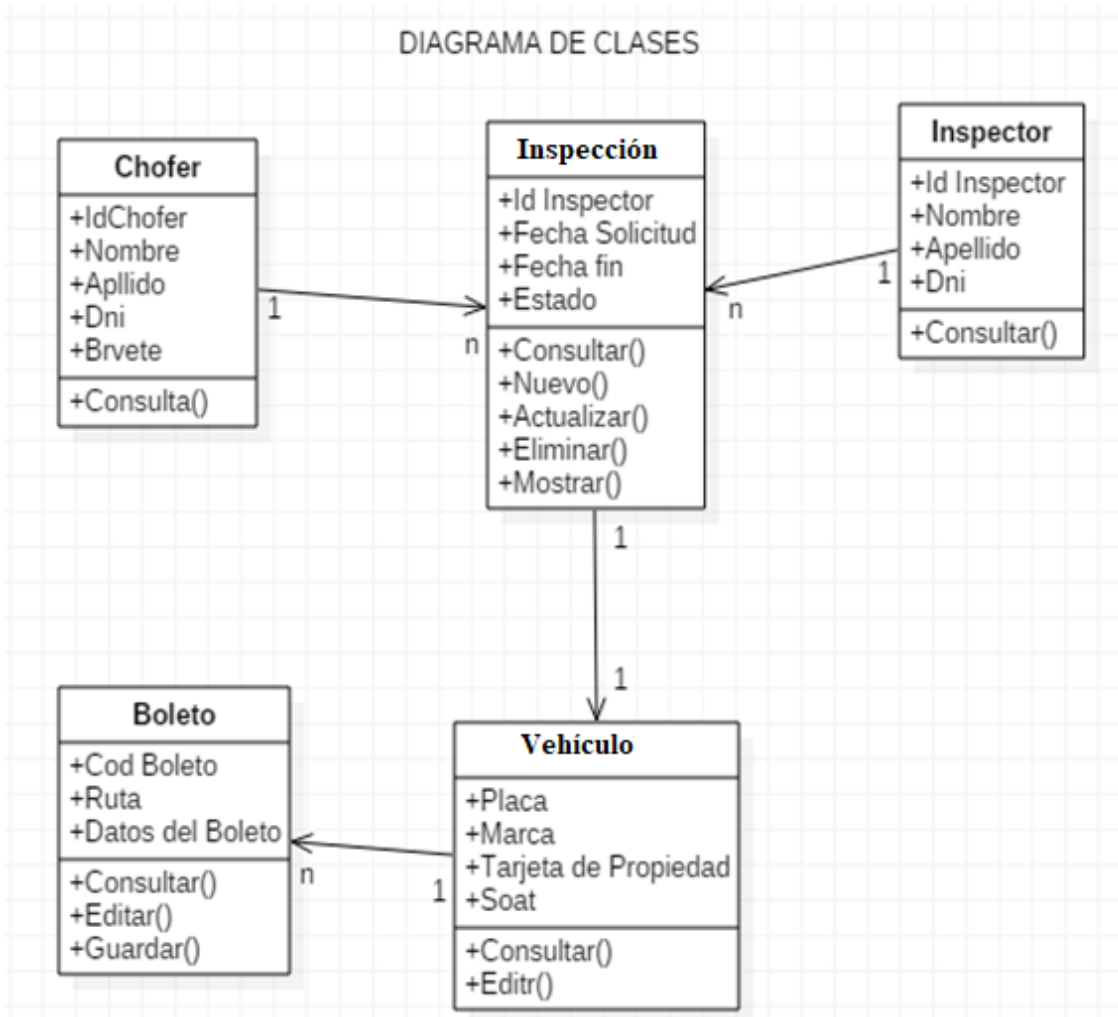 DIAGRAMA DE CLASES
Chofer
+IdChofer
+Nombre
+Apllido
+Dni
+Brvete
+Consulta()
1
n
Inspección
+Id Inspector
+Fecha Solicitud
+Fecha fin
+Estado
+Consultar()
+Nuevo()
+Actualizar()
+Eliminar()
+Mostrar()
Inspector
+Id Inspector
+Nombre
+Apellido
+Dni
+Consultar()
1
n
1
1
Boleto
+Cod Boleto
+Ruta
+Datos del Boleto
+Consultar()
+Editar()
+Guardar()
n
1
Vehículo
+Placa
+Marca
+Tarjeta de Propiedad
+Soat
+Consultar()
+Editr()